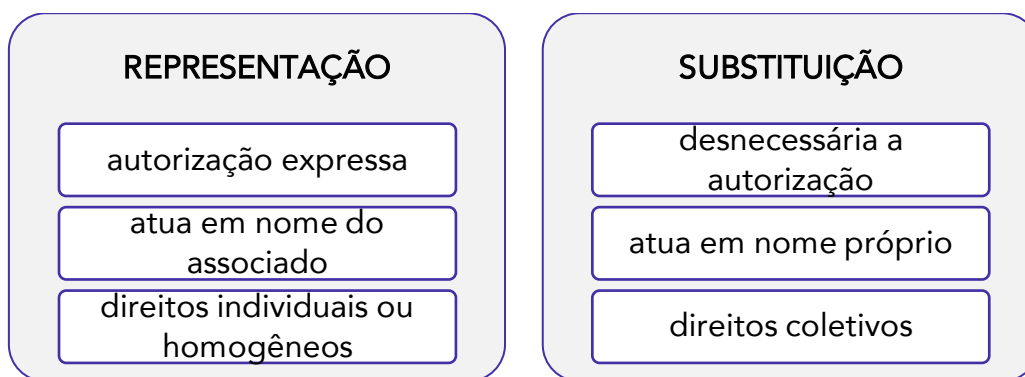 REPRESENTAÇÃO
autorização expressa
atua em nome do
associado
direitos individuais ou
homogêneos
SUBSTITUIÇÃO
desnecessária a
autorização
atua em nome próprio
direitos coletivos